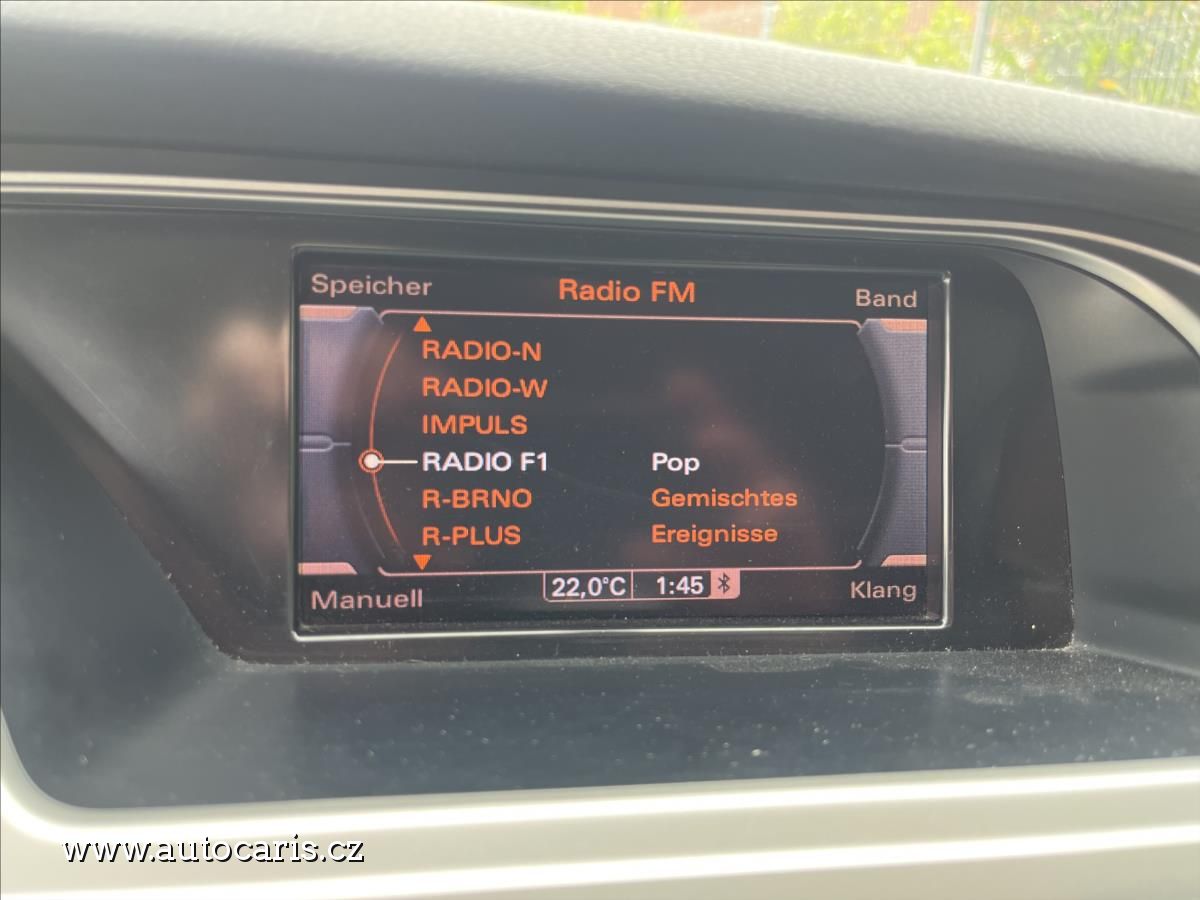 Speicher Radio FM Band
RADIO-N
RADIO-W
IMPULS
RADIO F1 Pop
R-BRNO Gemischtes
R-PLUS Ereignisse
Manuell 22,0°C 1:45 Klang
www.autocaris.cz